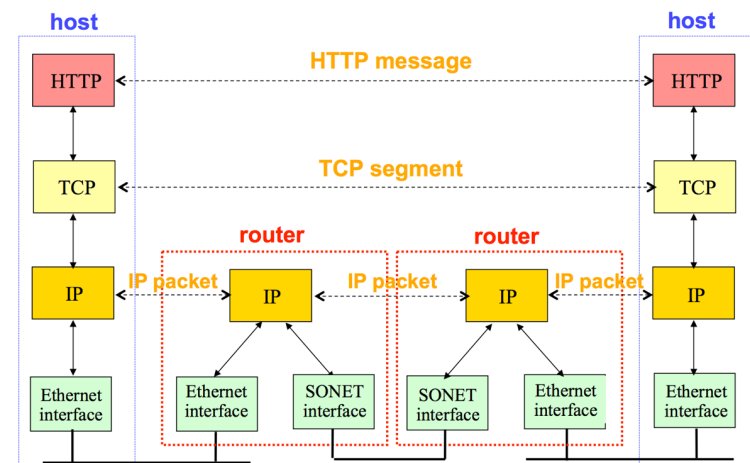 host
host
HTTP
HTTP message
HTTP
TCP
TCP segment
TCP
router
router
IP
IP packet
IP
IP packet
IP
IP packet
IP
Ethernet
interface
Ethernet
interface
SONET
interface
SONET
interface
Ethernet
interface
Ethernet
interface